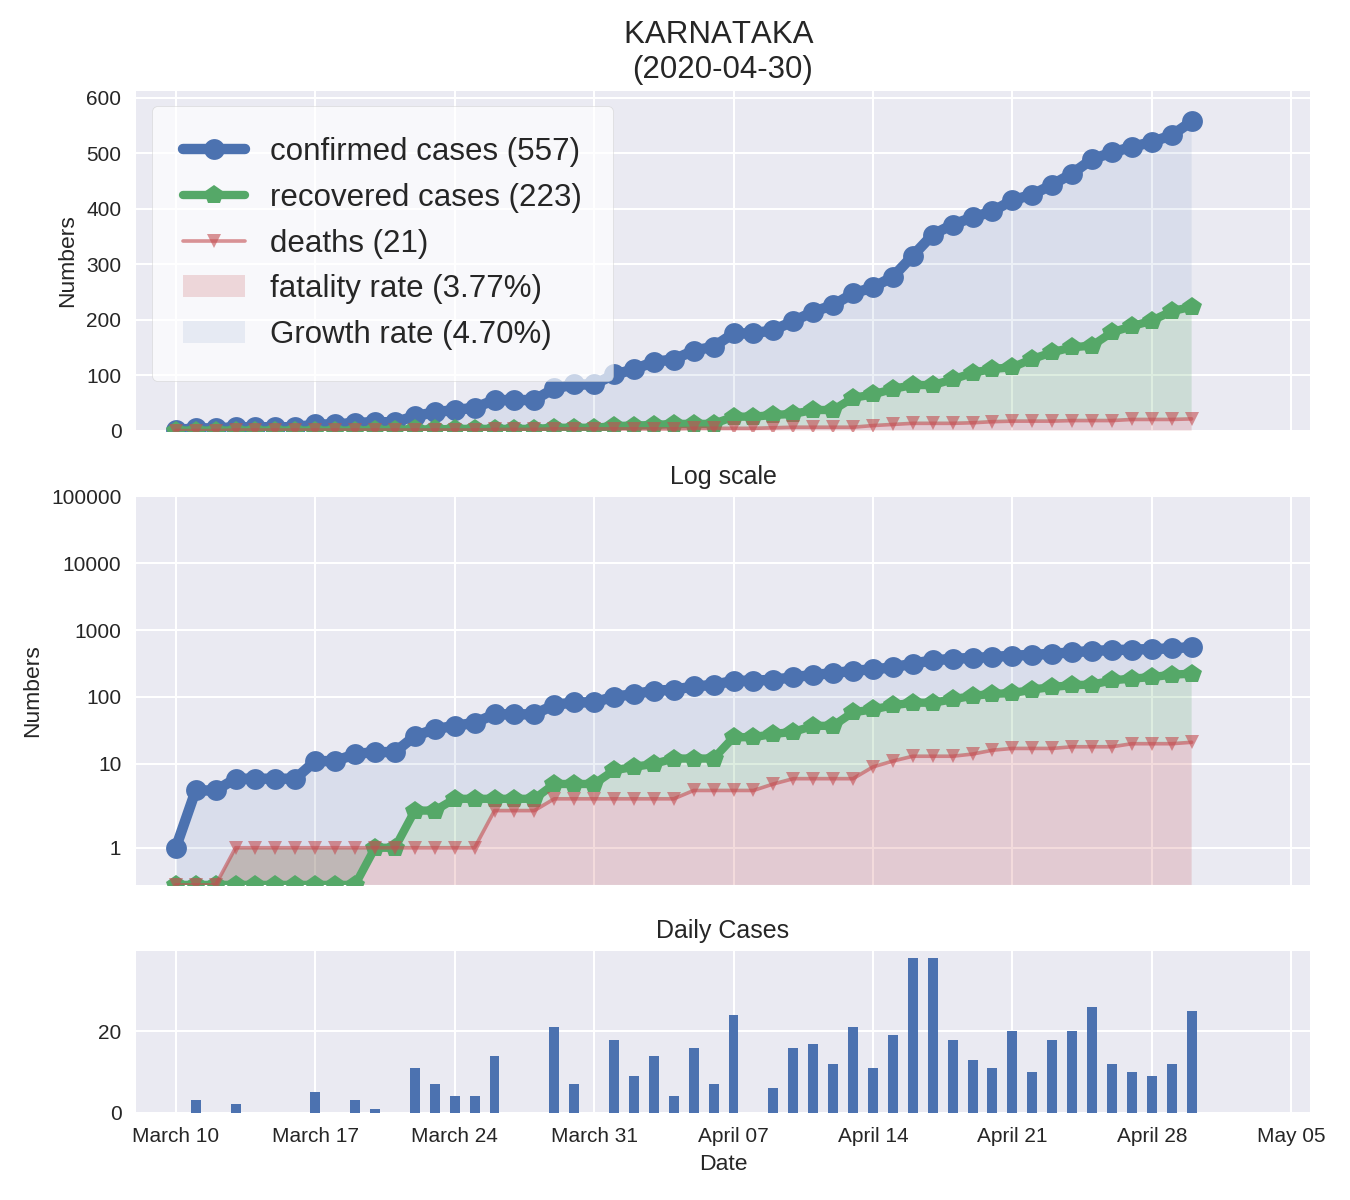 KARNATAKA
(2020-04-30)
600
500
400
300
200
100
0
Numbers
confirmed cases (557)
recovered cases (223)
deaths (21)
fatality rate (3.77%)
Growth rate (4.70%)
Log scale
100000
10000
1000
100
10
1
Numbers
Daily Cases
20
0
March 10 March 17 March 24 March 31 April 07 April 14 April 21 April 28 May 05
Date